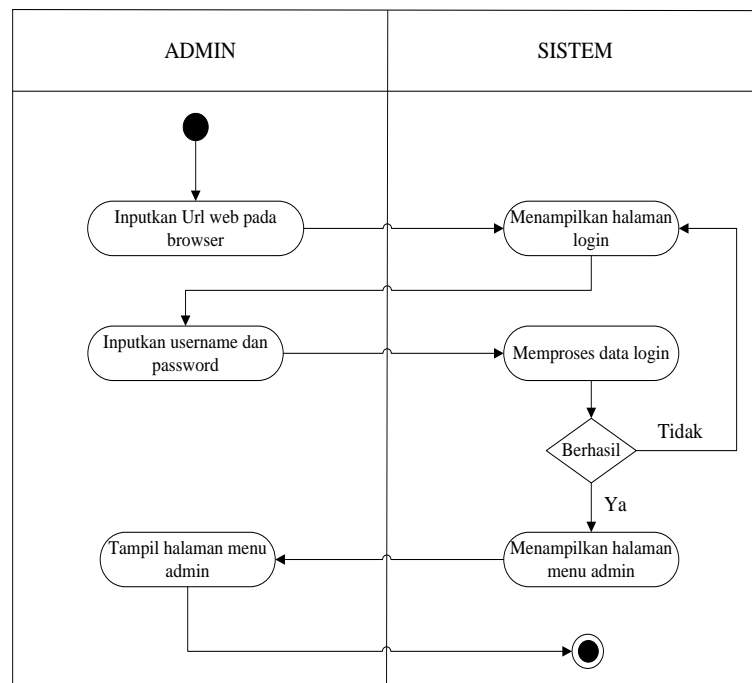 ADMIN
SISTEM
Inputkan Url web pada
browser
Menampilkan halaman
login
Inputkan username dan
password
Memproses data login
Berhasil
Tidak
Ya
Tampil halaman menu
admin
Menampilkan halaman
menu admin